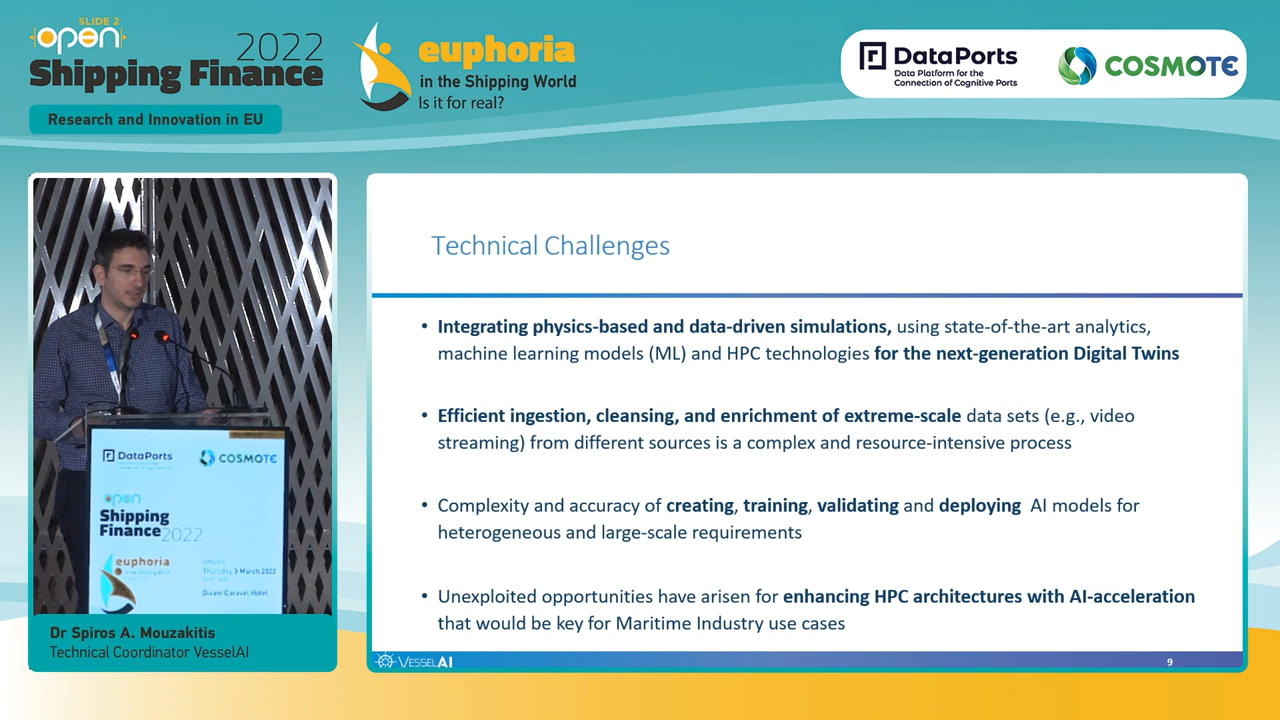 SLIDE 2
open
2022
Shipping Finance
Research and Innovation in EU
euphoria
in the Shipping World
Is it for real?
DataPorts
Data Platform for the
Connection of Cognitive Ports
COSMOTE
DataPorts
COSMOTE
open
Shipping
Finance 2022
euphoria
in the Shipping World
Thursday 3 March 2022
Divani Caravel Hotel
Dr Spiros A. Mouzakitis
Technical Coordinator VesselAI
Technical Challenges
• Integrating physics-based and data-driven simulations, using state-of-the-art analytics,
machine learning models (ML) and HPC technologies for the next-generation Digital Twins
• Efficient ingestion, cleansing, and enrichment of extreme-scale data sets (e.g., video
streaming) from different sources is a complex and resource-intensive process
• Complexity and accuracy of creating, training, validating and deploying AI models for
heterogeneous and large-scale requirements
• Unexploited opportunities have arisen for enhancing HPC architectures with AI-acceleration
that would be key for Maritime Industry use cases
VESSELAI
9